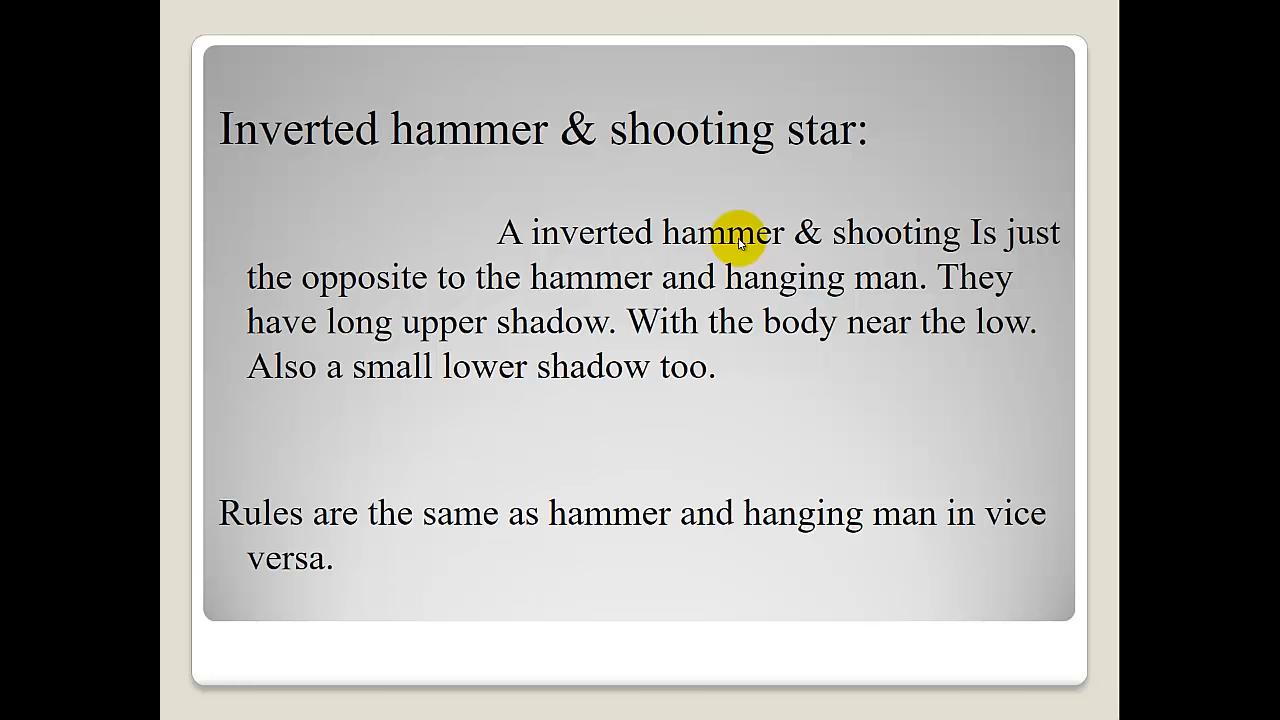 Inverted hammer & shooting star:
A inverted hammer & shooting Is just
the opposite to the hammer and hanging man. They
have long upper shadow. With the body near the low.
Also a small lower shadow too.
Rules are the same as hammer and hanging man in vice
versa.